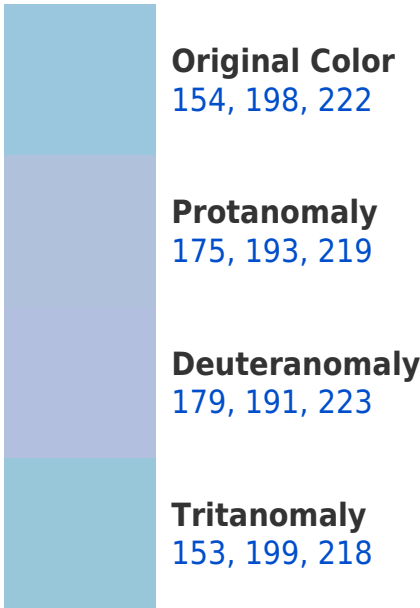 Original Color
154, 198, 222
Protanomaly
175, 193, 219
Deuteranomaly
179, 191, 223
Tritanomaly
153, 199, 218